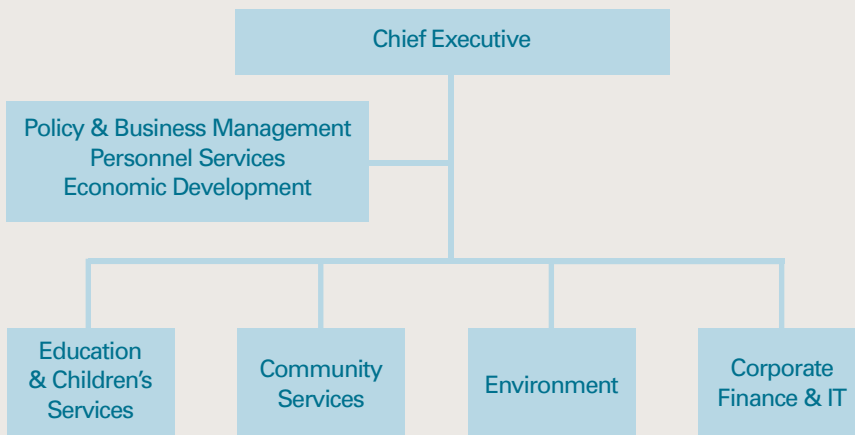 Chief Executive
Policy & Business Management
Personnel Services
Economic Development
Education
& Children's
Services
Community
Services
Environment
Corporate
Finance & IT